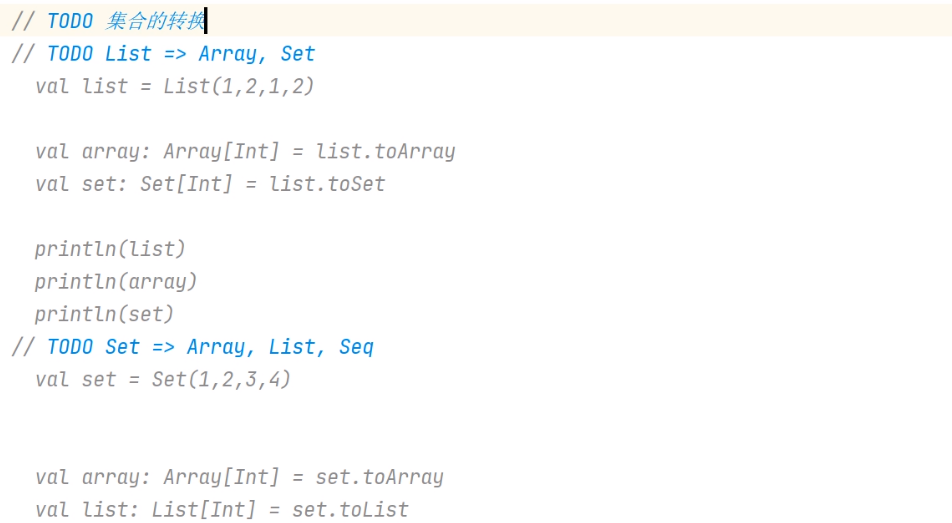 // TODO 集合的转换
// TODO List => Array, Set
val list = List(1,2,1,2)
val array: Array[Int] = list.toArray
val set: Set[Int] = list.toSet
println(list)
println(array)
println(set)
// TODO Set => Array, List, Seq
val set = Set(1,2,3,4)
val array: Array[Int] = set.toArray
val list: List[Int] = set.toList